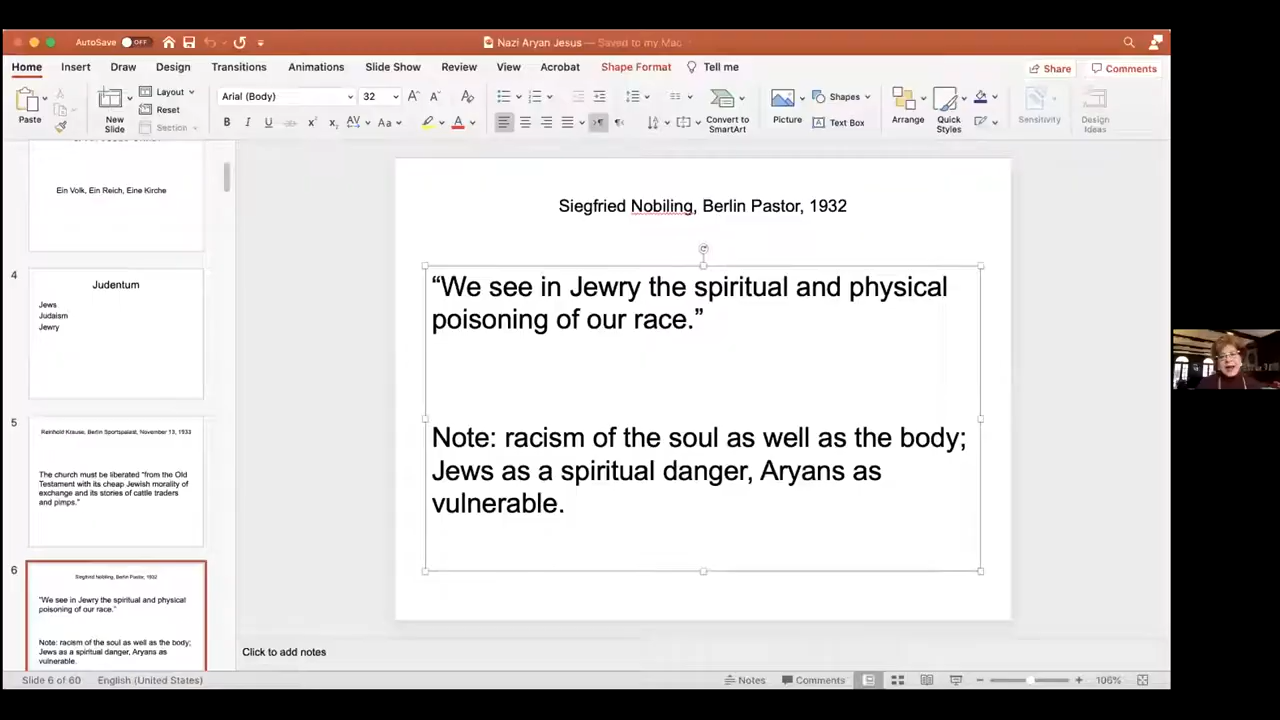 AutoSave OFF
Nazi Aryan Jesus — Saved to my Mac
Home Insert Draw Design Transitions Animations Slide Show Review View Acrobat Shape Format Tell me
Share Comments
Paste
New Slide
Layout
Reset
Section
Arial (Body) 32
Convert to SmartArt
Picture
Shapes
Text Box
Arrange
Quick Styles
Sensitivity
Design Ideas
Ein Volk, Ein Reich, Eine Kirche
4
Judentum
Jews
Judaism
Jewry
5
Reinhold Krause, Berlin Sportspalast, November 13, 1933
The church must be liberated “from the Old
Testament with its cheap Jewish morality of
exchange and its stories of cattle traders
and pimps.”
6
Siegfried Nobiling, Berlin Pastor, 1932
“We see in Jewry the spiritual and physical
poisoning of our race.”
Note: racism of the soul as well as the body;
Jews as a spiritual danger, Aryans as
vulnerable.
Siegfried Nobiling, Berlin Pastor, 1932
“We see in Jewry the spiritual and physical
poisoning of our race.”
Note: racism of the soul as well as the body;
Jews as a spiritual danger, Aryans as
vulnerable.
Click to add notes
Slide 6 of 60 English (United States) Notes Comments 106%